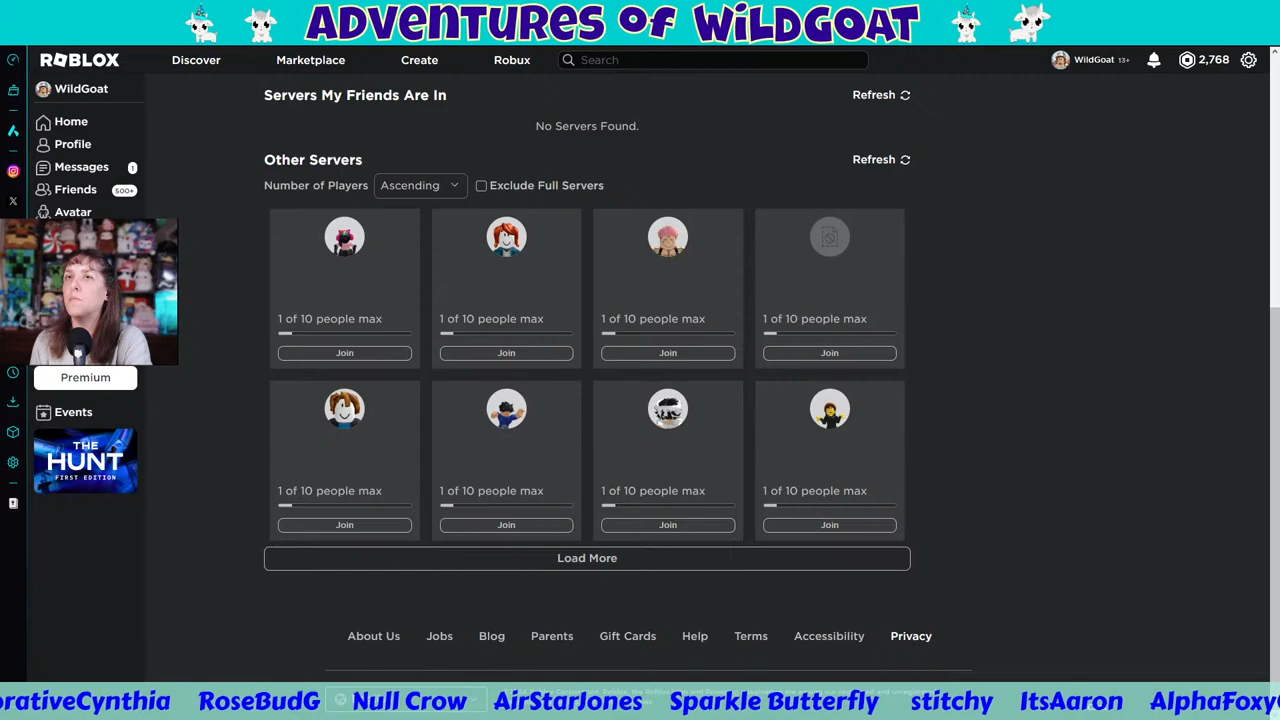 ADVENTURES OF WILDGOAT
ROBLOX Discover Marketplace Create Robux Search WildGoat 13+ 2,768
WildGoat
Home
Profile
Messages 1
Friends 500+
Avatar
Premium
Events
THE
HUNT
FIRST EDITION
Servers My Friends Are In Refresh
No Servers Found.
Other Servers Refresh
Number of Players Ascending Exclude Full Servers
1 of 10 people max 1 of 10 people max 1 of 10 people max 1 of 10 people max
Join Join Join Join
1 of 10 people max 1 of 10 people max 1 of 10 people max 1 of 10 people max
Join Join Join Join
Load More
About Us Jobs Blog Parents Gift Cards Help Terms Accessibility Privacy
orativeCynthia RoseBudG Null Crow AirStarJones Sparkle Butterfly stitchy ItsAaron AlphaFoxy